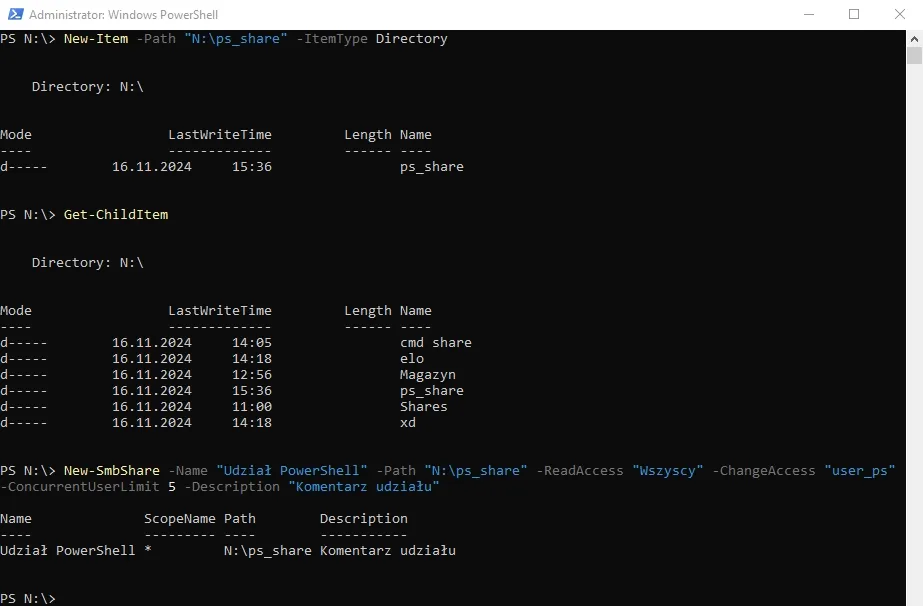 Administrator: Windows PowerShell
PS N:\> New-Item -Path "N:\ps_share" -ItemType Directory
Directory: N:\
Mode LastWriteTime Length Name
---- ------------- ------ ----
d----- 16.11.2024 15:36 ps_share
PS N:\> Get-ChildItem
Directory: N:\
Mode LastWriteTime Length Name
---- ------------- ------ ----
d----- 16.11.2024 14:05 cmd share
d----- 16.11.2024 14:18 elo
d----- 16.11.2024 12:56 Magazyn
d----- 16.11.2024 15:36 ps_share
d----- 16.11.2024 11:00 Shares
d----- 16.11.2024 14:18 xd
PS N:\> New-SmbShare -Name "Udział PowerShell" -Path "N:\ps_share" -ReadAccess "Wszyscy" -ChangeAccess "user_ps"
-ConcurrentUserLimit 5 -Description "Komentarz udziału"
Name ScopeName Path Description
---- --------- ---- -----------
Udział PowerShell * N:\ps_share Komentarz udziału
PS N:\>